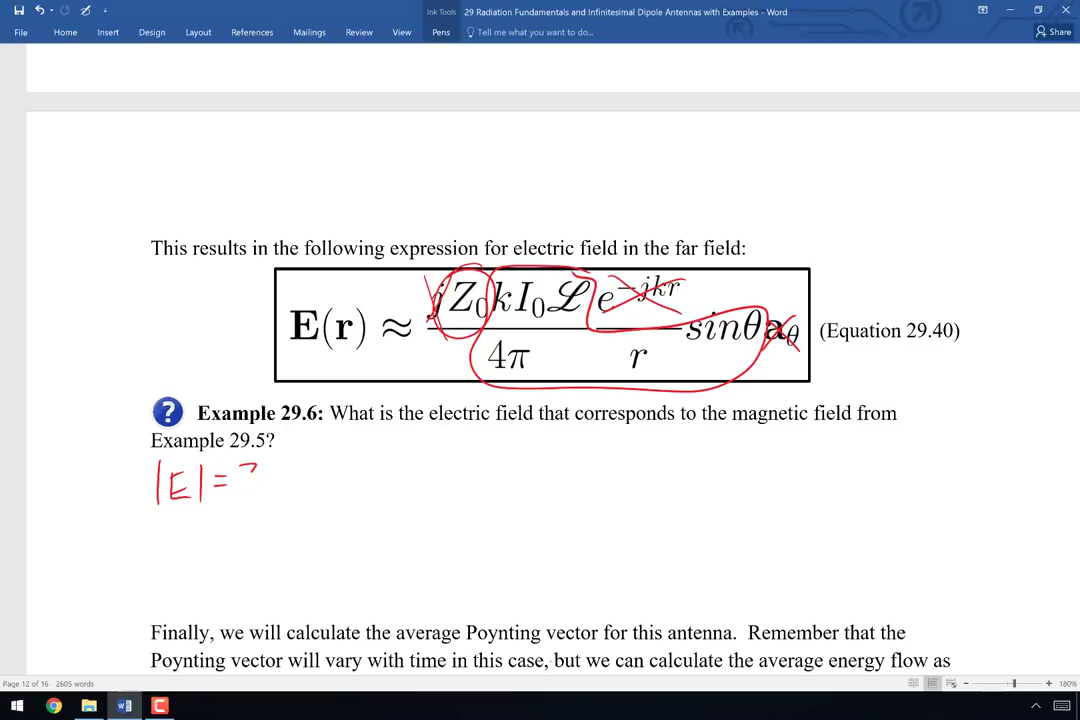 Ink Tools
29 Radiation Fundamentals and Infinitesimal Dipole Antennas with Examples - Word
File Home Insert Design Layout References Mailings Review View Pens Tell me what you want to do... Share
This results in the following expression for electric field in the far field:
E(r) ≈ jZ₀kI₀ℒ/4π e^−jkr/r sinθa_θ (Equation 29.40)
? Example 29.6: What is the electric field that corresponds to the magnetic field from
Example 29.5?
|E| =
Finally, we will calculate the average Poynting vector for this antenna. Remember that the
Poynting vector will vary with time in this case, but we can calculate the average energy flow as
Page 12 of 16 2605 words 180%